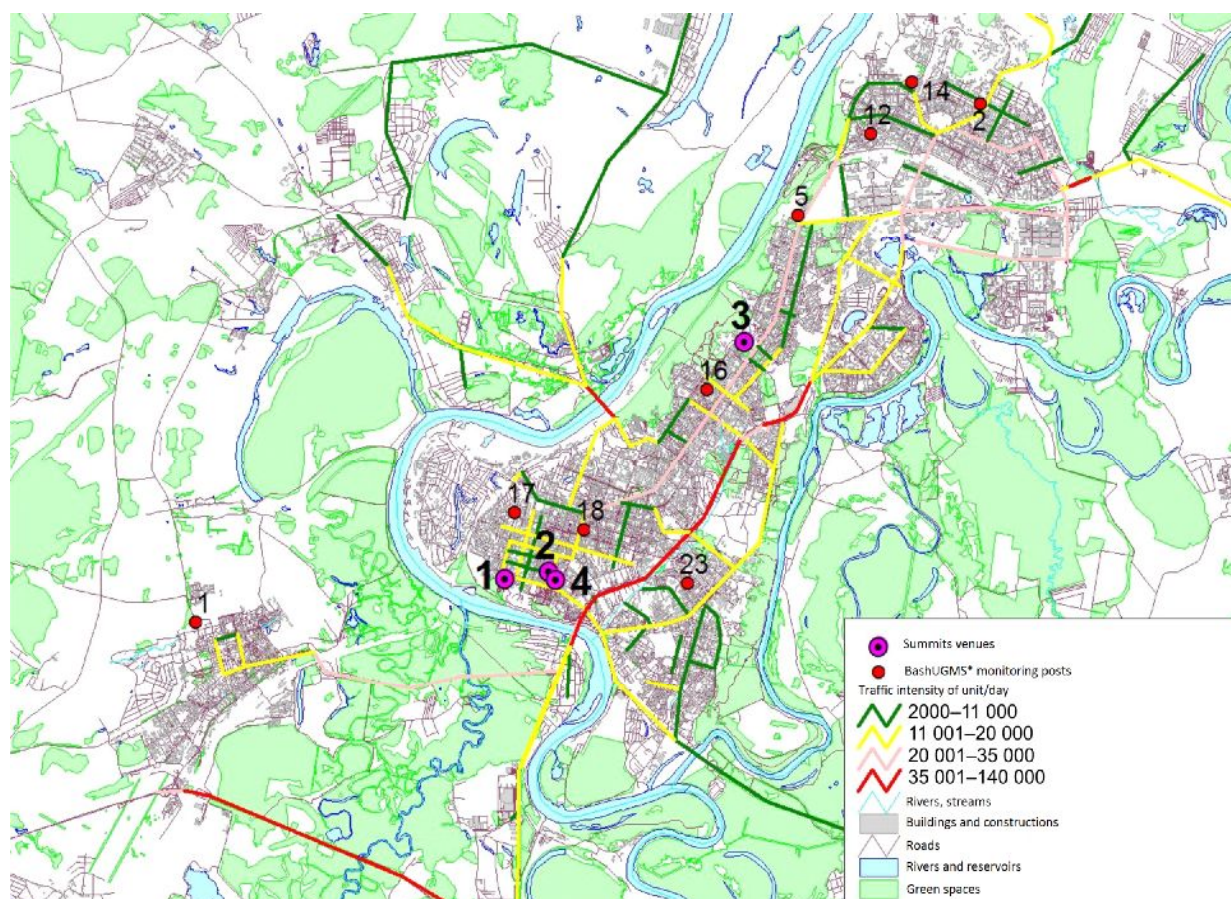 14
2
12
5
3
16
17
18
2
1
4
23
1
Summits venues
BashUGMS* monitoring posts
Traffic intensity of unit/day
2000–11 000
11 001–20 000
20 001–35 000
35 001–140 000
Rivers, streams
Buildings and constructions
Roads
Rivers and reservoirs
Green spaces